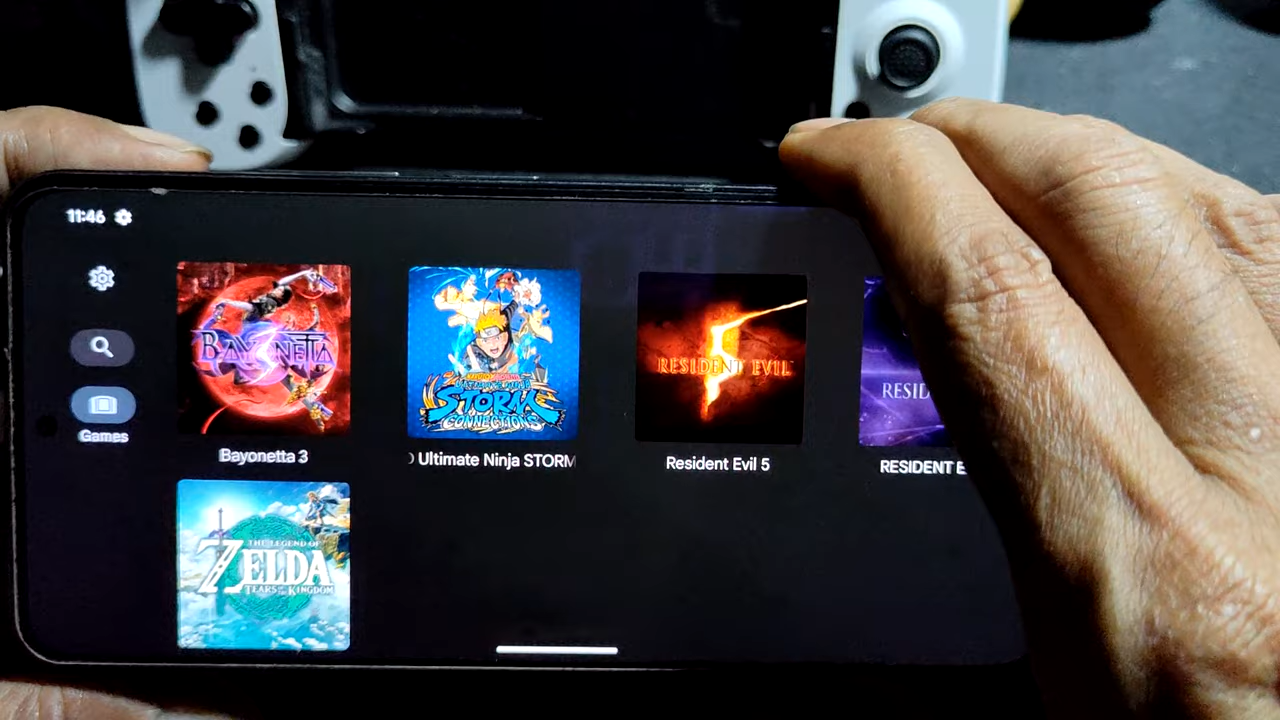 11:46
Games
BAYONETTA
Bayonetta 3
STORM
CONNECTIONS
Ultimate Ninja STORM
RESIDENT EVIL
Resident Evil 5
RESID
RESIDENT E
THE LEGEND OF
ZELDA
TEARS OF THE KINGDOM